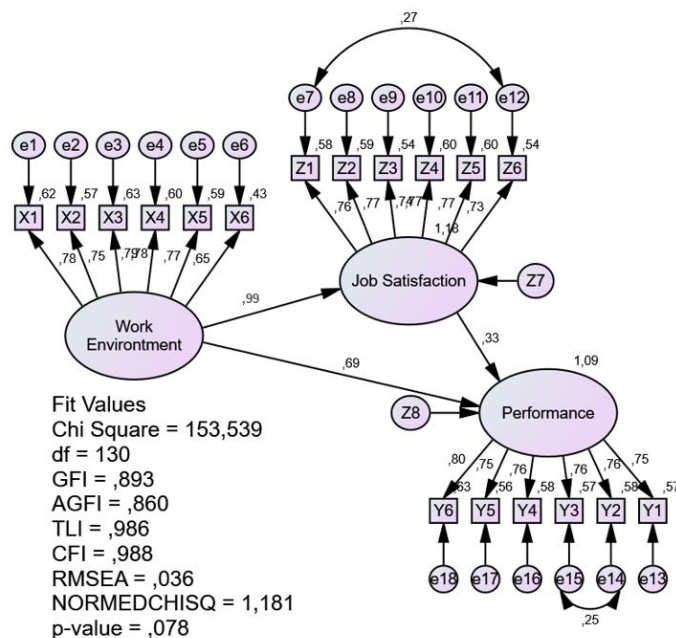 ,27
e7 e8 e9 e10 e11 e12
,58 ,59 ,54 ,60 ,60 ,54
Z1 Z2 Z3 Z4 Z5 Z6
,76 ,77 ,74 ,77 ,77 ,73
1,18
e1 e2 e3 e4 e5 e6
,62 ,57 ,63 ,60 ,59 ,43
X1 X2 X3 X4 X5 X6
,78 ,75 ,79 ,78 ,77 ,65
Job Satisfaction
Z7
Work
Environtment
,99
,33
,69
1,09
Z8
Performance
Fit Values
Chi Square = 153,539
df = 130
GFI = ,893
AGFI = ,860
TLI = ,986
CFI = ,988
RMSEA = ,036
NORMEDCHISQ = 1,181
p-value = ,078
,80 ,75 ,76 ,76 ,76 ,75
,63 ,56 ,58 ,57 ,58 ,57
Y6 Y5 Y4 Y3 Y2 Y1
e18 e17 e16 e15 e14 e13
,25